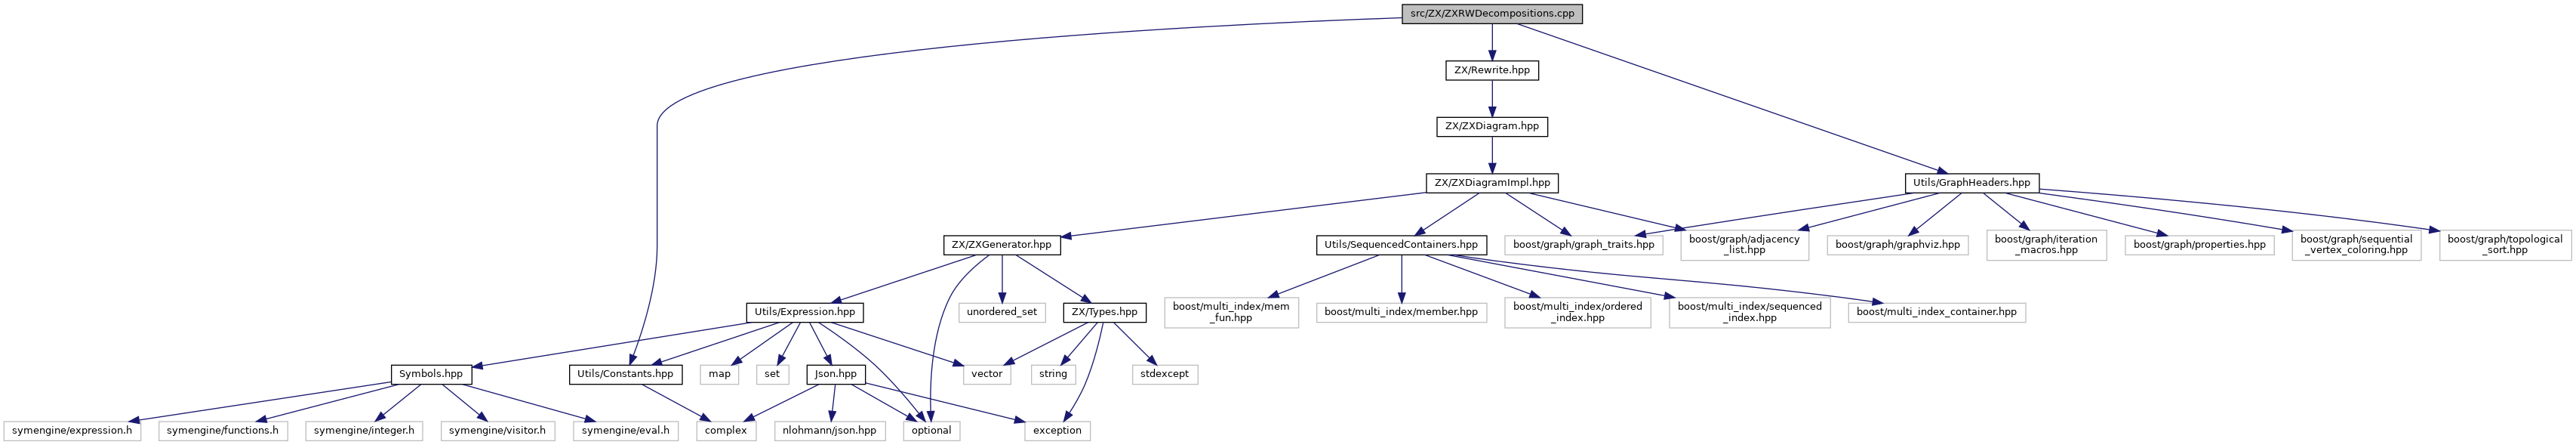 src/ZX/ZXRWDecompositions.cpp
ZX/Rewrite.hpp
ZX/ZXDiagram.hpp
ZX/ZXDiagramImpl.hpp
Utils/GraphHeaders.hpp
ZX/ZXGenerator.hpp
Utils/SequencedContainers.hpp
boost/graph/graph_traits.hpp
boost/graph/adjacency
_list.hpp
boost/graph/graphviz.hpp
boost/graph/iteration
_macros.hpp
boost/graph/properties.hpp
boost/graph/sequential
_vertex_coloring.hpp
boost/graph/topological
_sort.hpp
Utils/Expression.hpp
unordered_set
ZX/Types.hpp
boost/multi_index/mem
_fun.hpp
boost/multi_index/member.hpp
boost/multi_index/ordered
_index.hpp
boost/multi_index/sequenced
_index.hpp
boost/multi_index_container.hpp
Symbols.hpp
Utils/Constants.hpp
map
set
Json.hpp
vector
string
stdexcept
symengine/expression.h
symengine/functions.h
symengine/integer.h
symengine/visitor.h
symengine/eval.h
complex
nlohmann/json.hpp
optional
exception